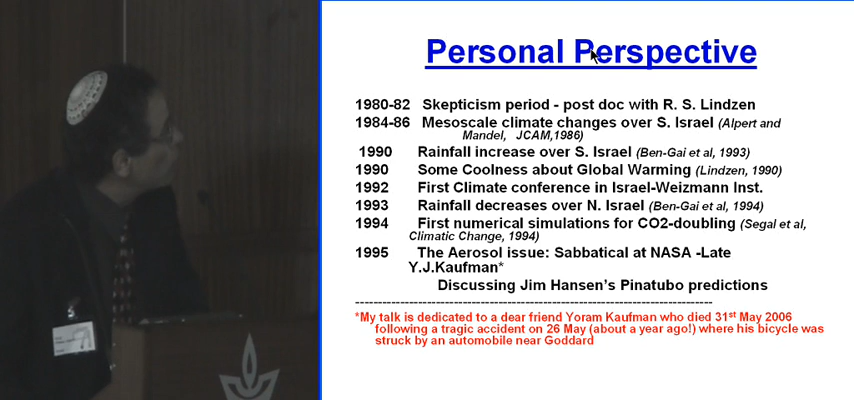 Personal Perspective
1980-82 Skepticism period - post doc with R. S. Lindzen
1984-86 Mesoscale climate changes over S. Israel (Alpert and
Mandel, JCAM,1986)
1990 Rainfall increase over S. Israel (Ben-Gai et al, 1993)
1990 Some Coolness about Global Warming (Lindzen, 1990)
1992 First Climate conference in Israel-Weizmann Inst.
1993 Rainfall decreases over N. Israel (Ben-Gai et al, 1994)
1994 First numerical simulations for CO2-doubling (Segal et al,
Climatic Change, 1994)
1995 The Aerosol issue: Sabbatical at NASA -Late
Y.J.Kaufman*
Discussing Jim Hansen's Pinatubo predictions
*My talk is dedicated to a dear friend Yoram Kaufman who died 31st May 2006
following a tragic accident on 26 May (about a year ago!) where his bicycle was
struck by an automobile near Goddard